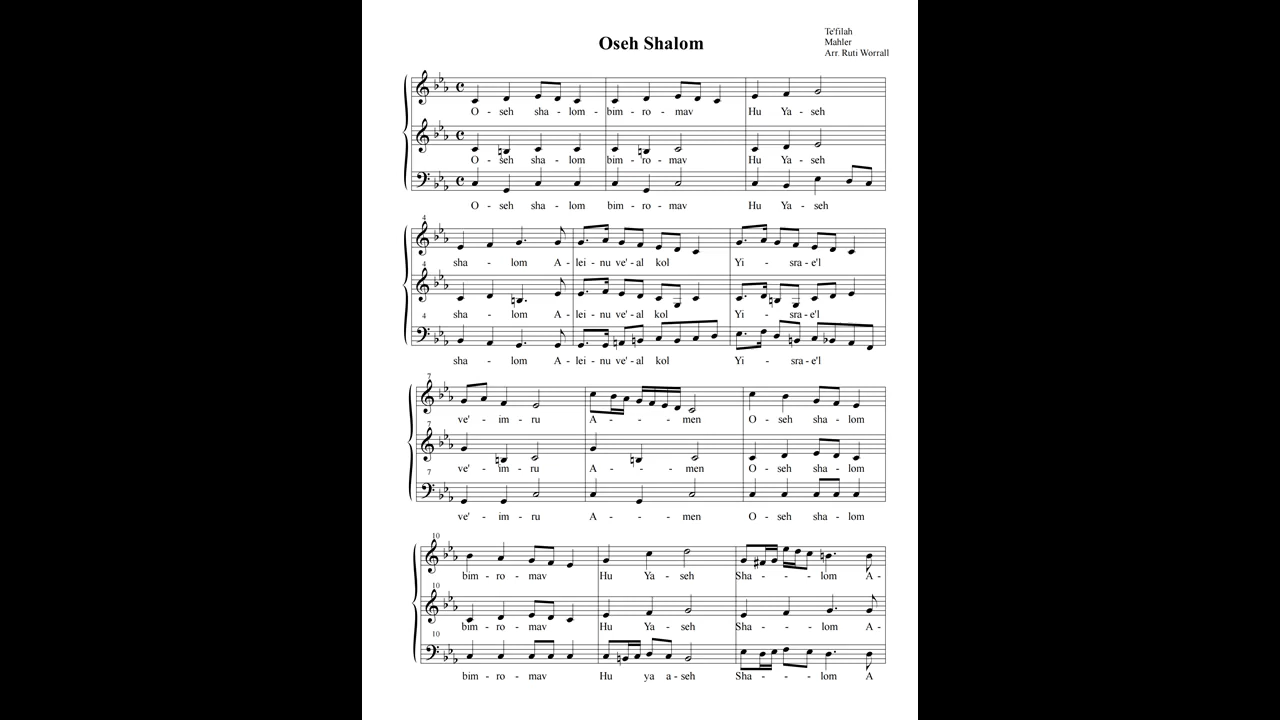 Oseh Shalom
Te'filah
Mahler
Arr. Ruti Worrall
O - seh sha - lom - bim - ro - mav Hu Ya - seh
O - seh sha - lom bim - ro - mav Hu Ya - seh
O - seh sha - lom bim - ro - mav Hu Ya - seh
4
sha - lom A - lei - nu ve' - al kol Yi - sra - e'l
4
sha - lom A - lei - nu ve' - al kol Yi - sra - e'l
4
sha - lom A - lei - nu ve' - al kol Yi - sra - e'l
7
ve' - im - ru A - - - men O - seh sha - lom
7
ve' - im - ru A - - - men O - seh sha - lom
7
ve' - im - ru A - - men O - seh sha - lom
10
bim - ro - mav Hu Ya - seh Sha - - - lom A -
10
bim - ro - mav Hu Ya - seh Sha - - - lom A -
10
bim - ro - mav Hu ya a - seh Sha - - - lom A